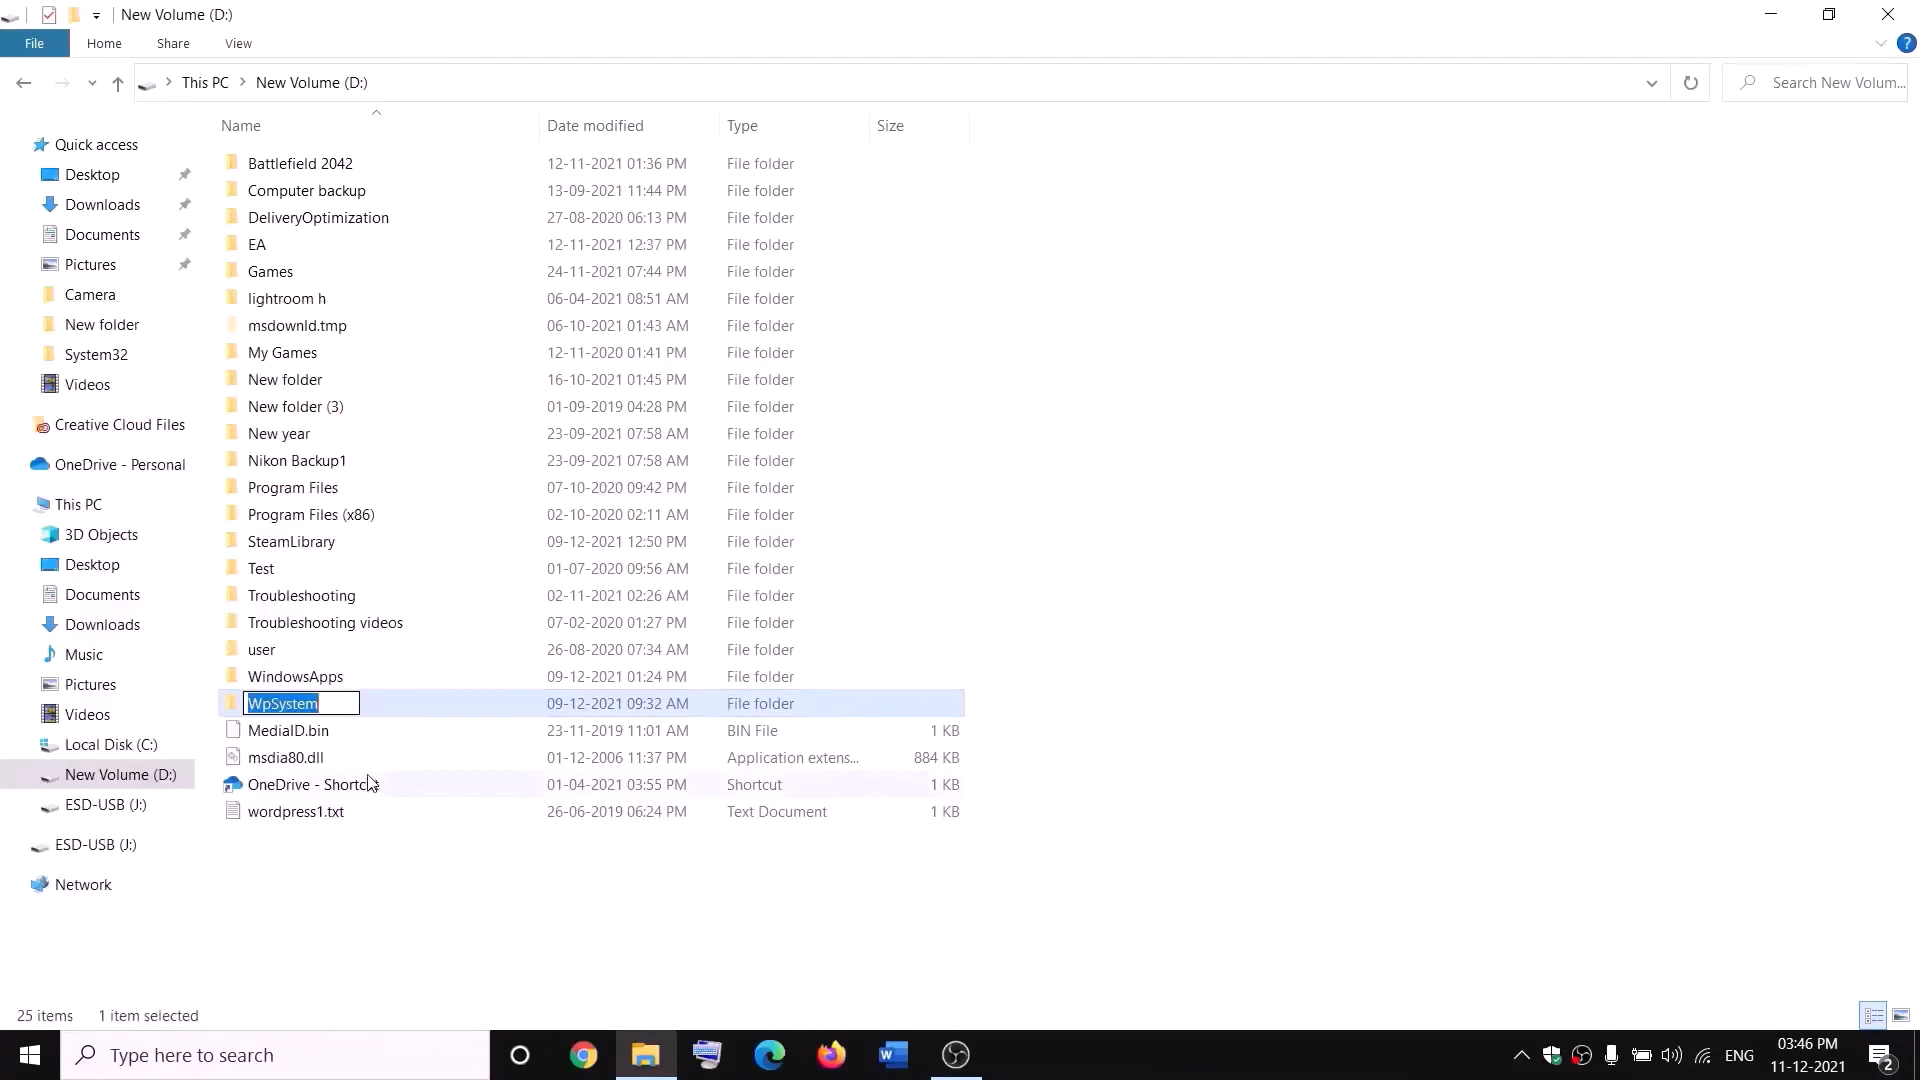 New Volume (D:)
File Home Share View
This PC New Volume (D:) Search New Volum...
Name Date modified Type Size
Quick access
Desktop
Downloads
Documents
Pictures
Camera
New folder
System32
Videos
Creative Cloud Files
OneDrive - Personal
This PC
3D Objects
Desktop
Documents
Downloads
Music
Pictures
Videos
Local Disk (C:)
New Volume (D:)
ESD-USB (J:)
ESD-USB (J:)
Network
Battlefield 2042 12-11-2021 01:36 PM File folder
Computer backup 13-09-2021 11:44 PM File folder
DeliveryOptimization 27-08-2020 06:13 PM File folder
EA 12-11-2021 12:37 PM File folder
Games 24-11-2021 07:44 PM File folder
lightroom h 06-04-2021 08:51 AM File folder
msdownld.tmp 06-10-2021 01:43 AM File folder
My Games 12-11-2020 01:41 PM File folder
New folder 16-10-2021 01:45 PM File folder
New folder (3) 01-09-2019 04:28 PM File folder
New year 23-09-2021 07:58 AM File folder
Nikon Backup1 23-09-2021 07:58 AM File folder
Program Files 07-10-2020 09:42 PM File folder
Program Files (x86) 02-10-2020 02:11 AM File folder
SteamLibrary 09-12-2021 12:50 PM File folder
Test 01-07-2020 09:56 AM File folder
Troubleshooting 02-11-2021 02:26 AM File folder
Troubleshooting videos 07-02-2020 01:27 PM File folder
user 26-08-2020 07:34 AM File folder
WindowsApps 09-12-2021 01:24 PM File folder
WpSystem 09-12-2021 09:32 AM File folder
MediaID.bin 23-11-2019 11:01 AM BIN File 1 KB
msdia80.dll 01-12-2006 11:37 PM Application extens... 884 KB
OneDrive - Shortcut 01-04-2021 03:55 PM Shortcut 1 KB
wordpress1.txt 26-06-2019 06:24 PM Text Document 1 KB
25 items 1 item selected
Type here to search
ENG
03:46 PM
11-12-2021
2